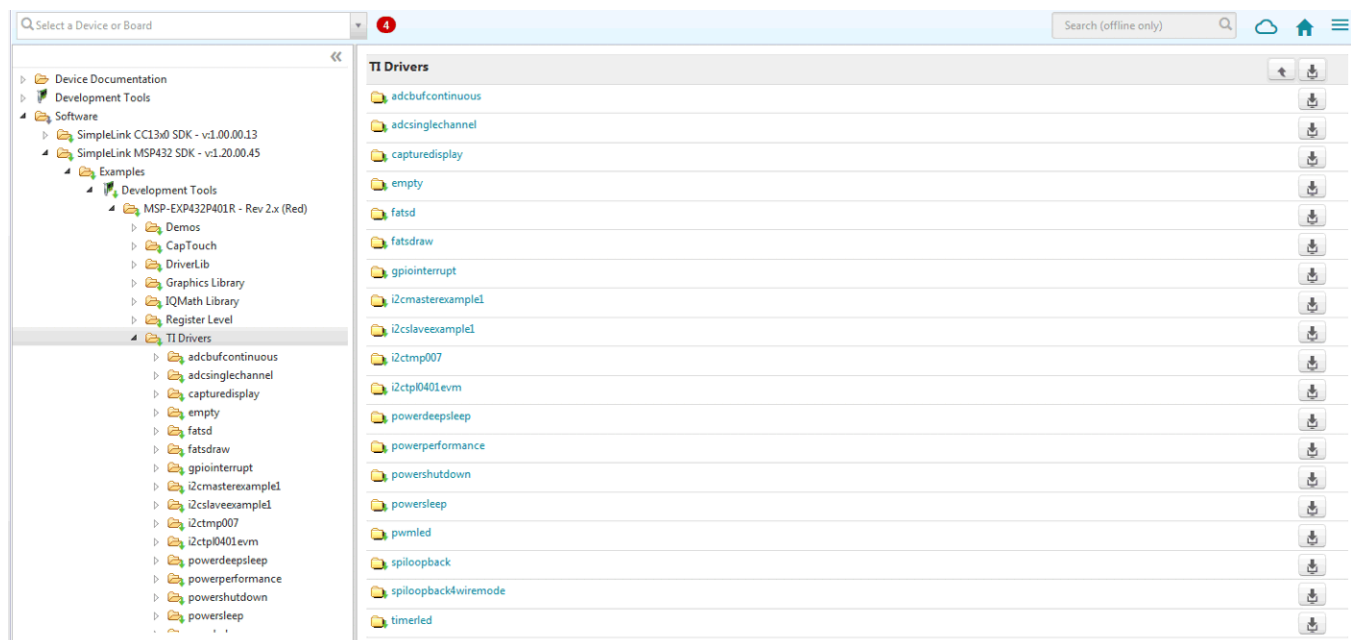 Select a Device or Board
4
Search (offline only)
Device Documentation
Development Tools
Software
SimpleLink CC13x0 SDK - v:1.00.00.13
SimpleLink MSP432 SDK - v:1.20.00.45
Examples
Development Tools
MSP-EXP432P401R - Rev 2.x (Red)
Demos
CapTouch
DriverLib
Graphics Library
IQMath Library
Register Level
TI Drivers
adcbufcontinuous
adcsinglechannel
capturedisplay
empty
fatsd
fatsdraw
gpiointerrupt
i2cmasterexample1
i2cslaveexample1
i2ctmp007
i2ctpl0401evm
powerdeepsleep
powerperformance
powershutdown
powersleep
TI Drivers
adcbufcontinuous
adcsinglechannel
capturedisplay
empty
fatsd
fatsdraw
gpiointerrupt
i2cmasterexample1
i2cslaveexample1
i2ctmp007
i2ctpl0401evm
powerdeepsleep
powerperformance
powershutdown
powersleep
pwmled
spiloopback
spiloopback4wiremode
timerled